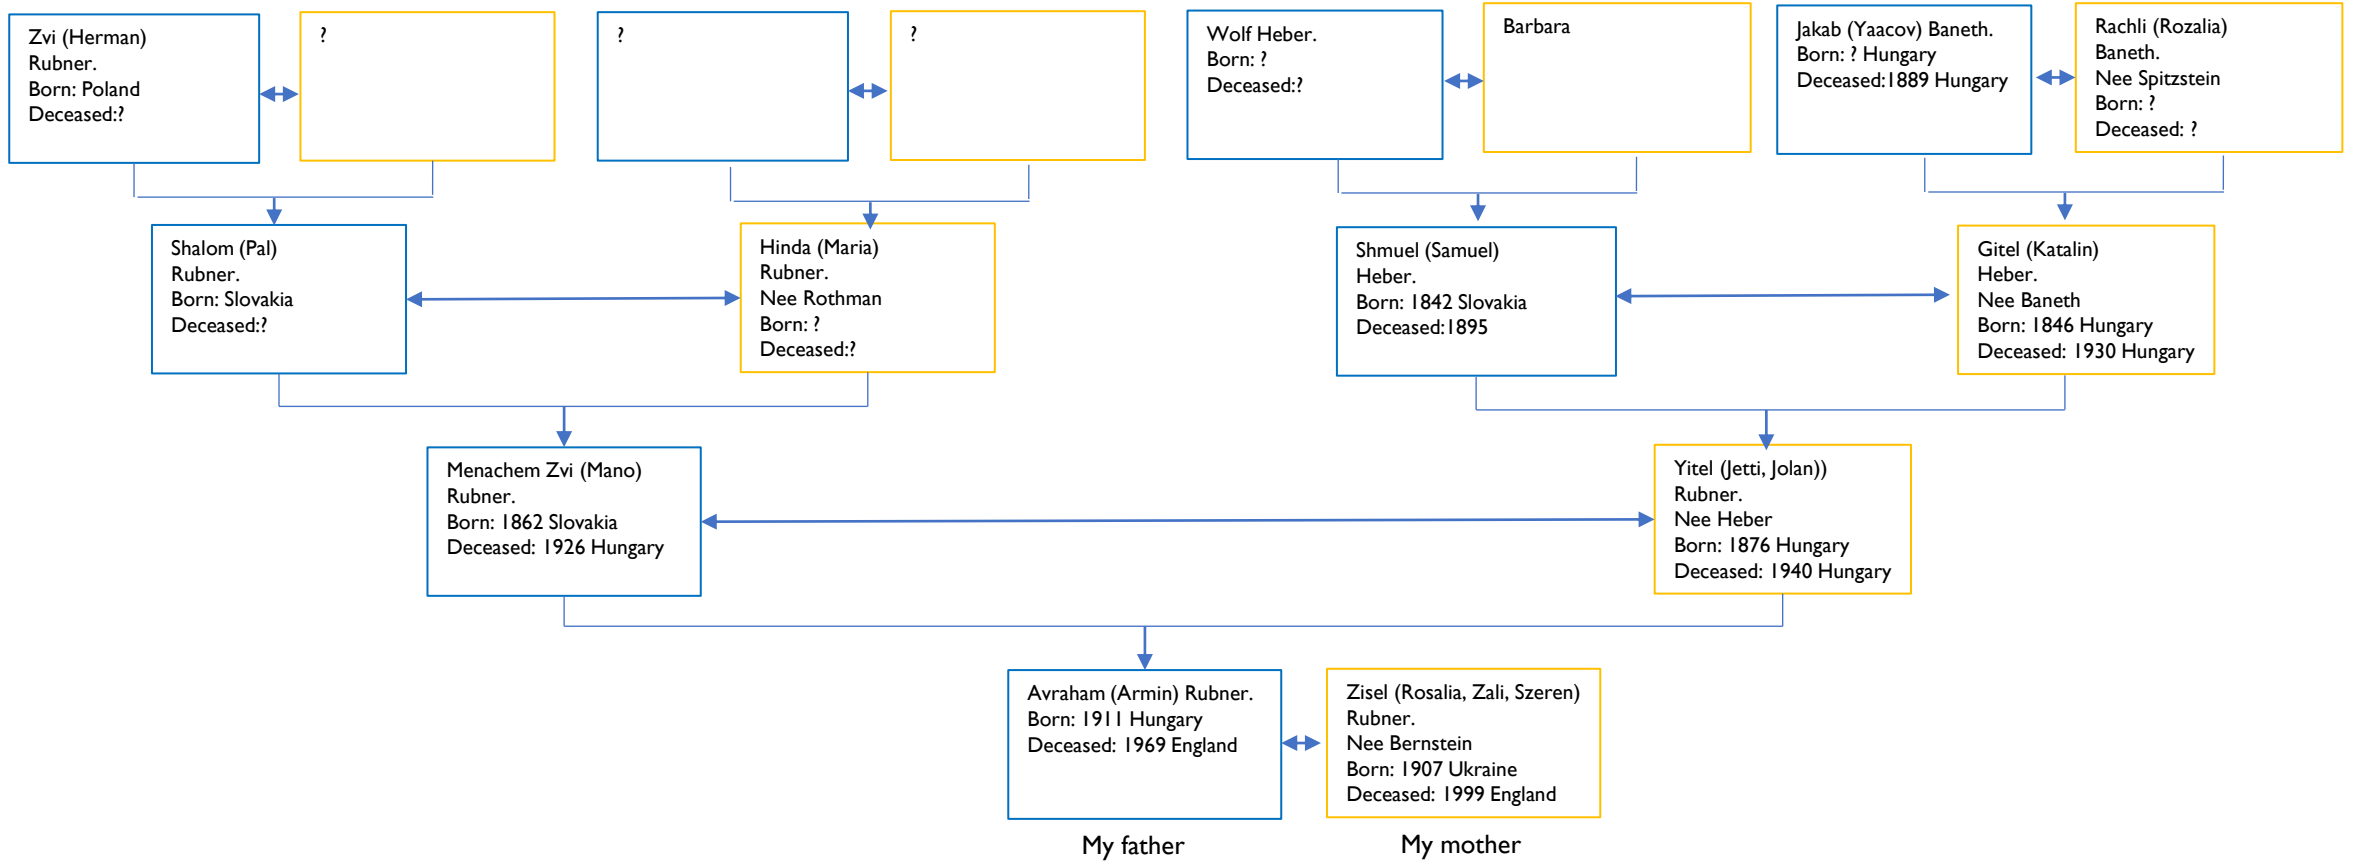 Zvi (Herman)
Rubner.
Born: Poland
Deceased:?
?
?
?
Wolf Heber.
Born: ?
Deceased:?
Barbara
Jakab (Yaacov) Baneth.
Born: ? Hungary
Deceased:1889 Hungary
Rachli (Rozalia)
Baneth.
Nee Spitzstein
Born: ?
Deceased: ?
Shalom (Pal)
Rubner.
Born: Slovakia
Deceased:?
Hinda (Maria)
Rubner.
Nee Rothman
Born: ?
Deceased:?
Shmuel (Samuel)
Heber.
Born: 1842 Slovakia
Deceased:1895
Gitel (Katalin)
Heber.
Nee Baneth
Born: 1846 Hungary
Deceased: 1930 Hungary
Menachem Zvi (Mano)
Rubner.
Born: 1862 Slovakia
Deceased: 1926 Hungary
Yitel (Jetti, Jolan))
Rubner.
Nee Heber
Born: 1876 Hungary
Deceased: 1940 Hungary
Avraham (Armin) Rubner.
Born: 1911 Hungary
Deceased: 1969 England
Zisel (Rosalia, Zali, Szeren)
Rubner.
Nee Bernstein
Born: 1907 Ukraine
Deceased: 1999 England
My father
My mother